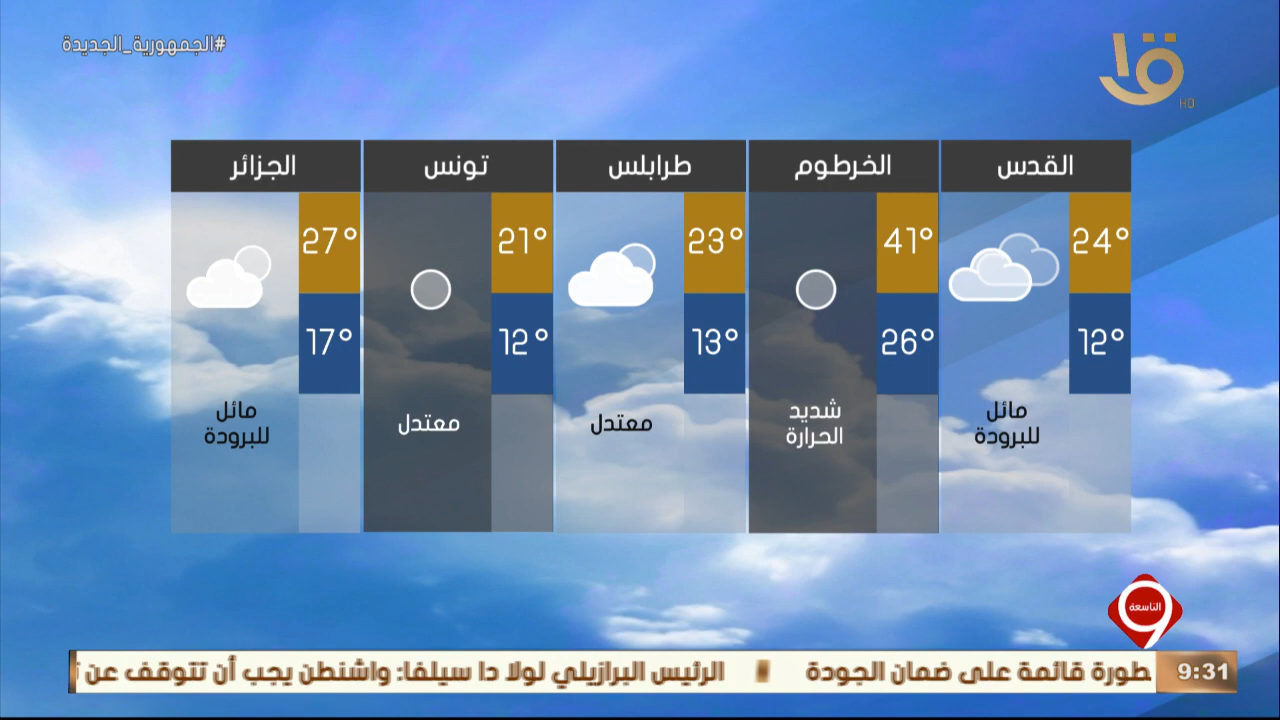 #الجمهورية_الجديدة
HD
القدس
24°
12°
مائل
للبرودة
الخرطوم
41°
26°
شديد
الحرارة
طرابلس
23°
13°
معتدل
تونس
21°
12°
معتدل
الجزائر
27°
17°
مائل
للبرودة
التاسعة
9
9:31
طورة قائمة على ضمان الجودة ▪ الرئيس البرازيلي لولا دا سيلفا: واشنطن يجب أن تتوقف عن